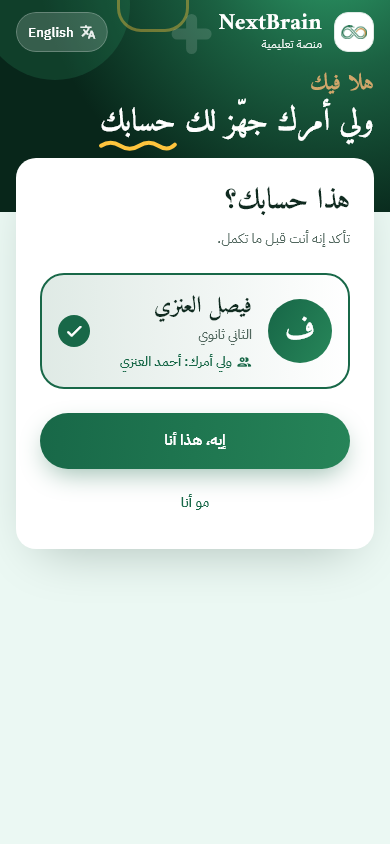 NextBrain
منصة تعليمية
English
هلا فيك
ولي أمرك جهّز لك حسابك
هذا حسابك؟
تأكد إنه أنت قبل ما تكمل.
ف
فيصل العنزي
الثاني ثانوي
ولي أمرك: أحمد العنزي
إيه، هذا أنا
مو أنا